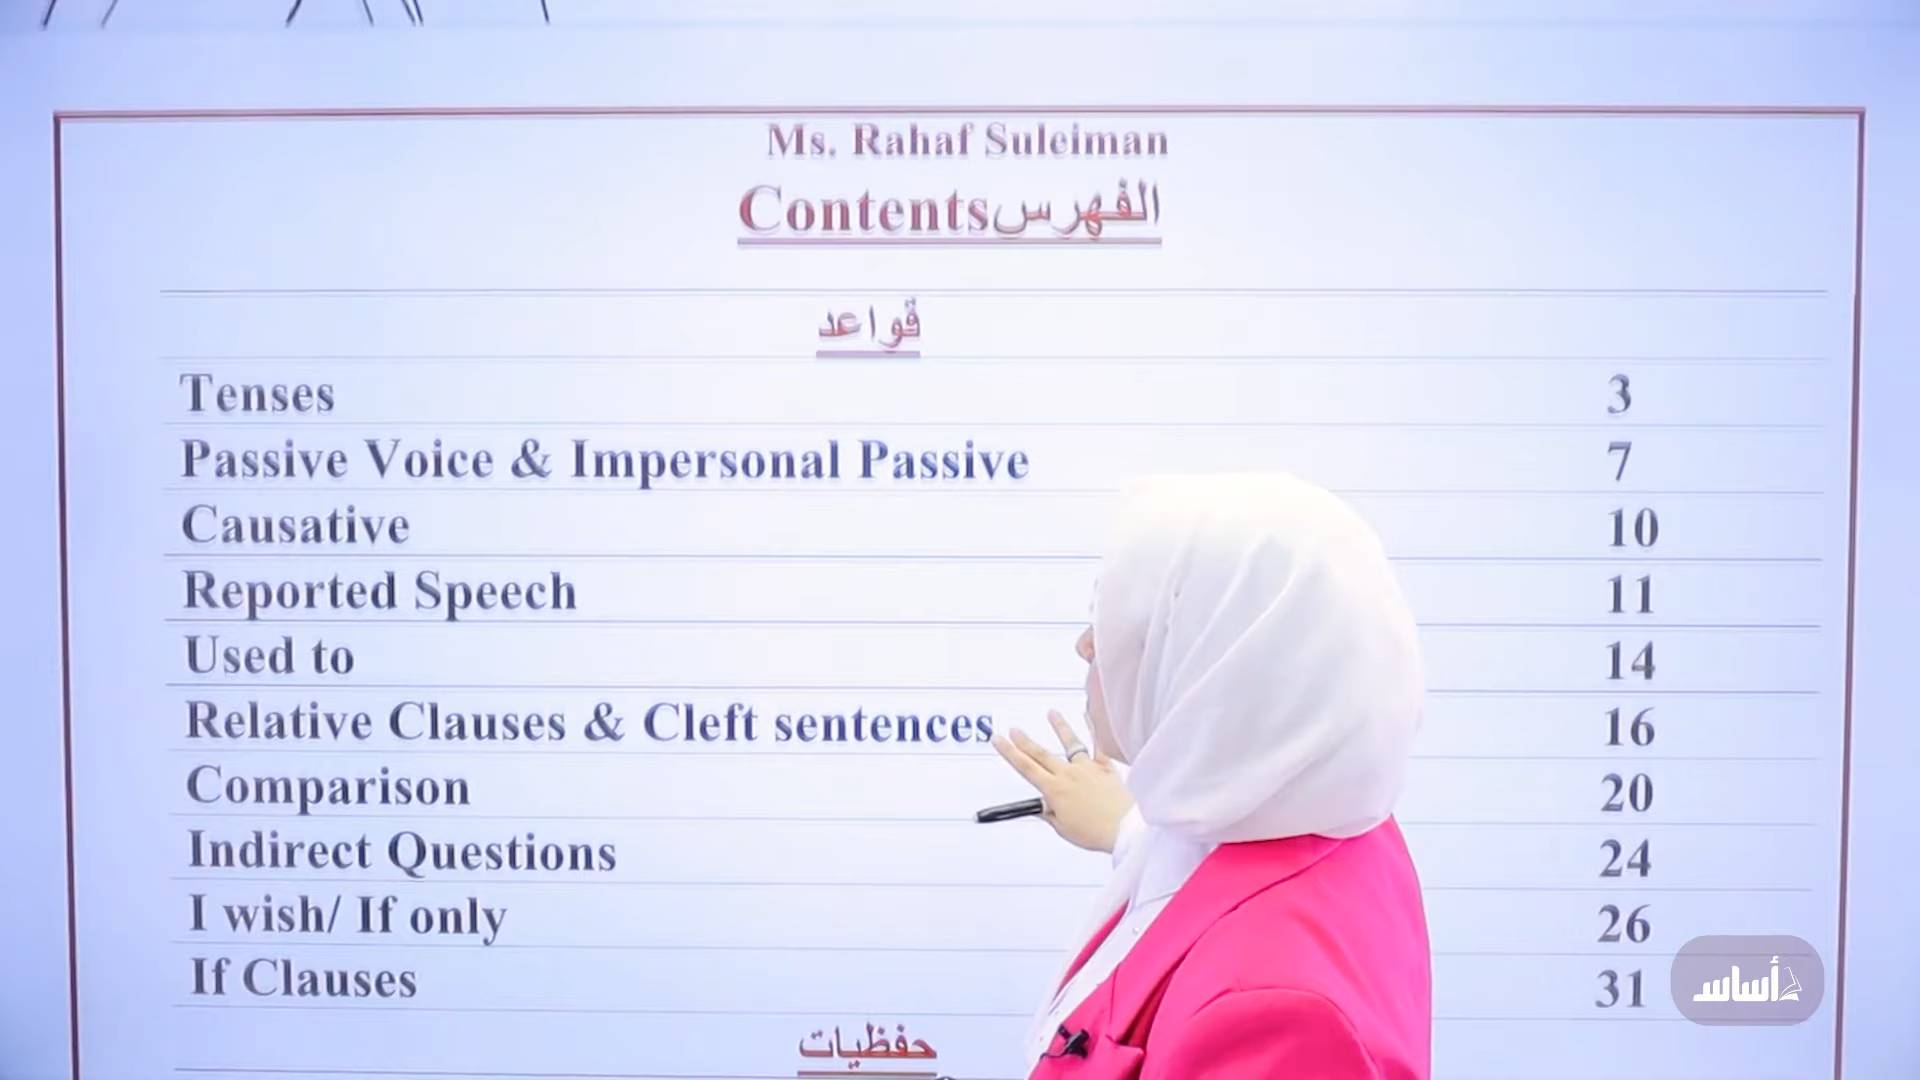 Ms. Rahaf Suleiman
Contents الفهرس
قواعد
Tenses 3
Passive Voice & Impersonal Passive 7
Causative 10
Reported Speech 11
Used to 14
Relative Clauses & Cleft sentences 16
Comparison 20
Indirect Questions 24
I wish/ If only 26
If Clauses 31
حفظيات
أساس